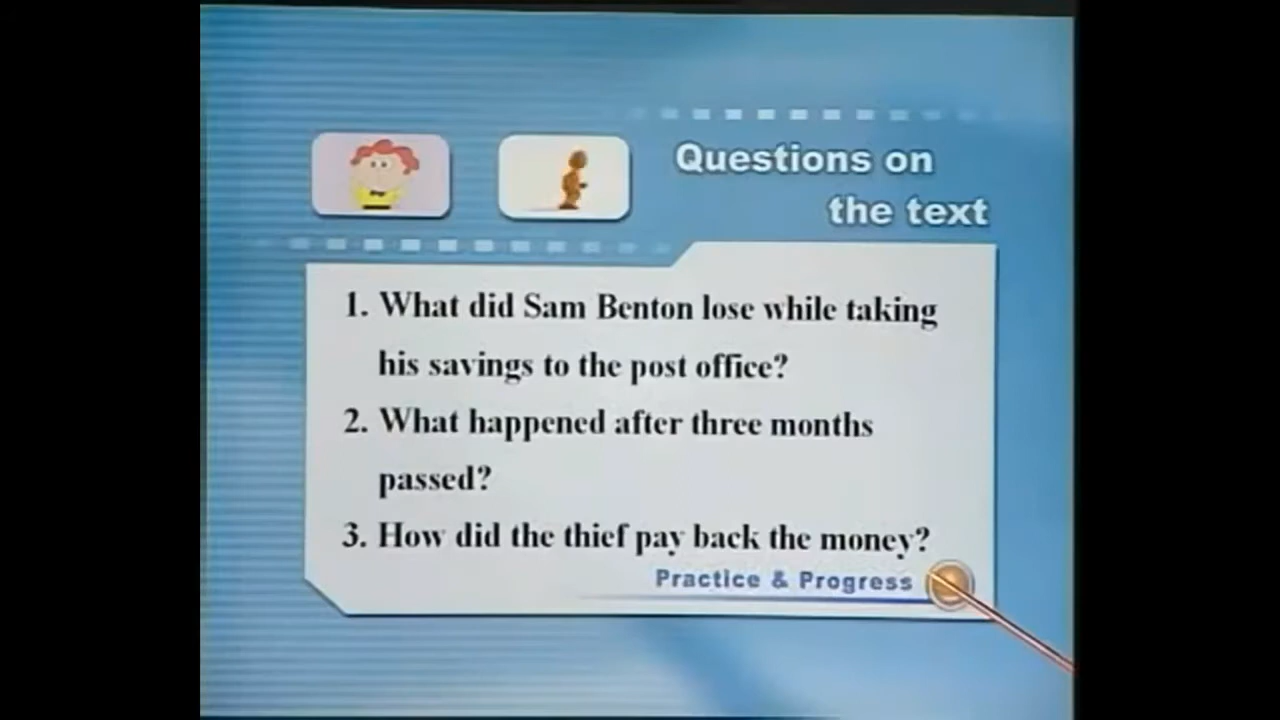 Questions on
the text
1. What did Sam Benton lose while taking
his savings to the post office?
2. What happened after three months
passed?
3. How did the thief pay back the money?
Practice & Progress